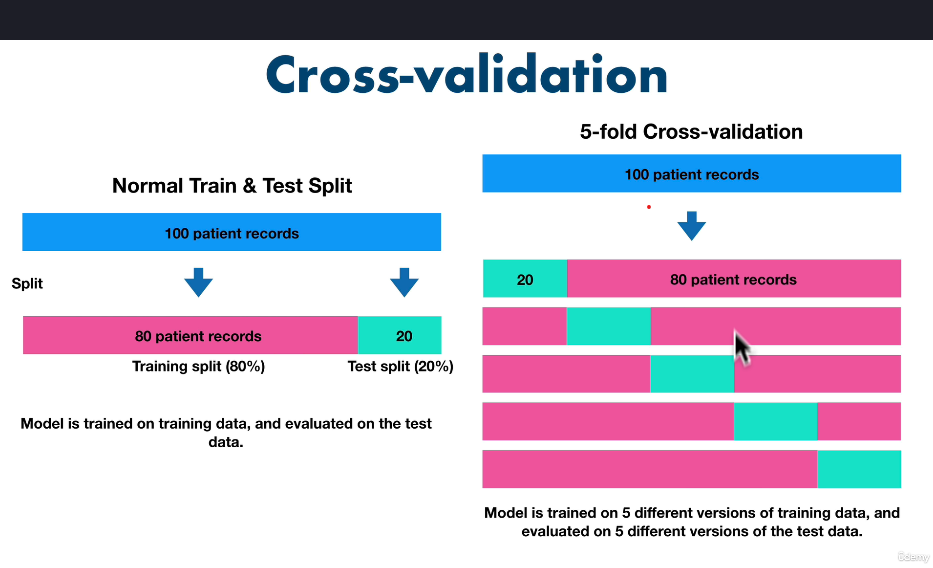 Cross-validation
Normal Train & Test Split
100 patient records
Split
80 patient records
20
Training split (80%)
Test split (20%)
Model is trained on training data, and evaluated on the test
data.
5-fold Cross-validation
100 patient records
20
80 patient records
Model is trained on 5 different versions of training data, and
evaluated on 5 different versions of the test data.